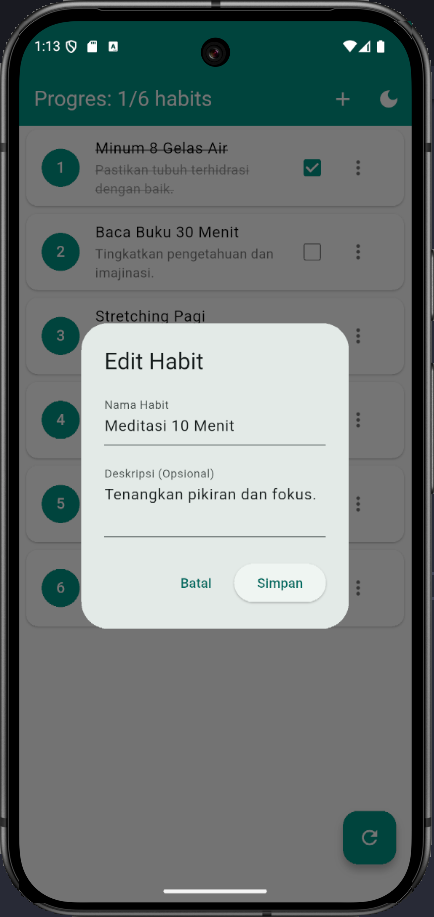 1:13
Progres: 1/6 habits
1
Minum 8 Gelas Air
Pastikan tubuh terhidrasi
dengan baik.
2
Baca Buku 30 Menit
Tingkatkan pengetahuan dan
imajinasi.
3
Stretching Pagi
4
5
6
Edit Habit
Nama Habit
Meditasi 10 Menit
Deskripsi (Opsional)
Tenangkan pikiran dan fokus.
Batal
Simpan